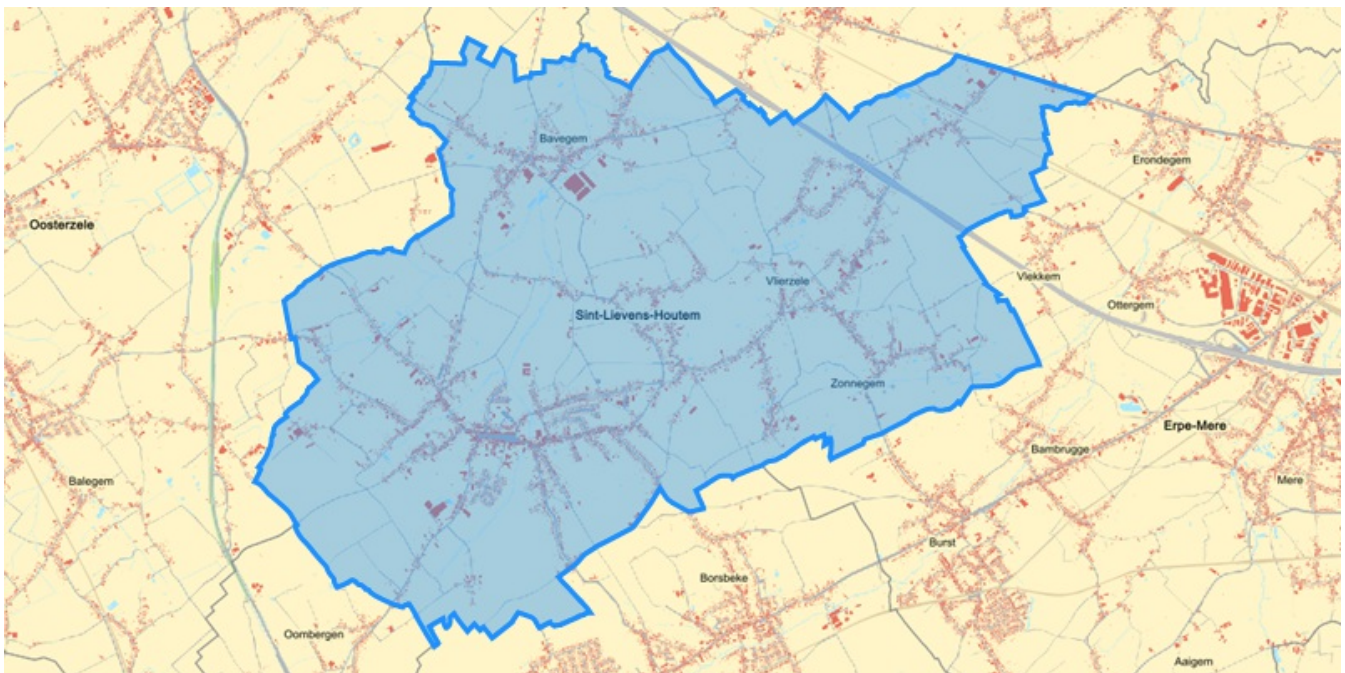 Bavegem
Erondegem
Oosterzele
Vlekkem
Vlierzele
Ottergem
Sint-Lievens-Houtem
Zonnegem
Erpe-Mere
Bambrugge
Balegem
Mere
Burst
Borsbeke
Oombergen
Aaigem